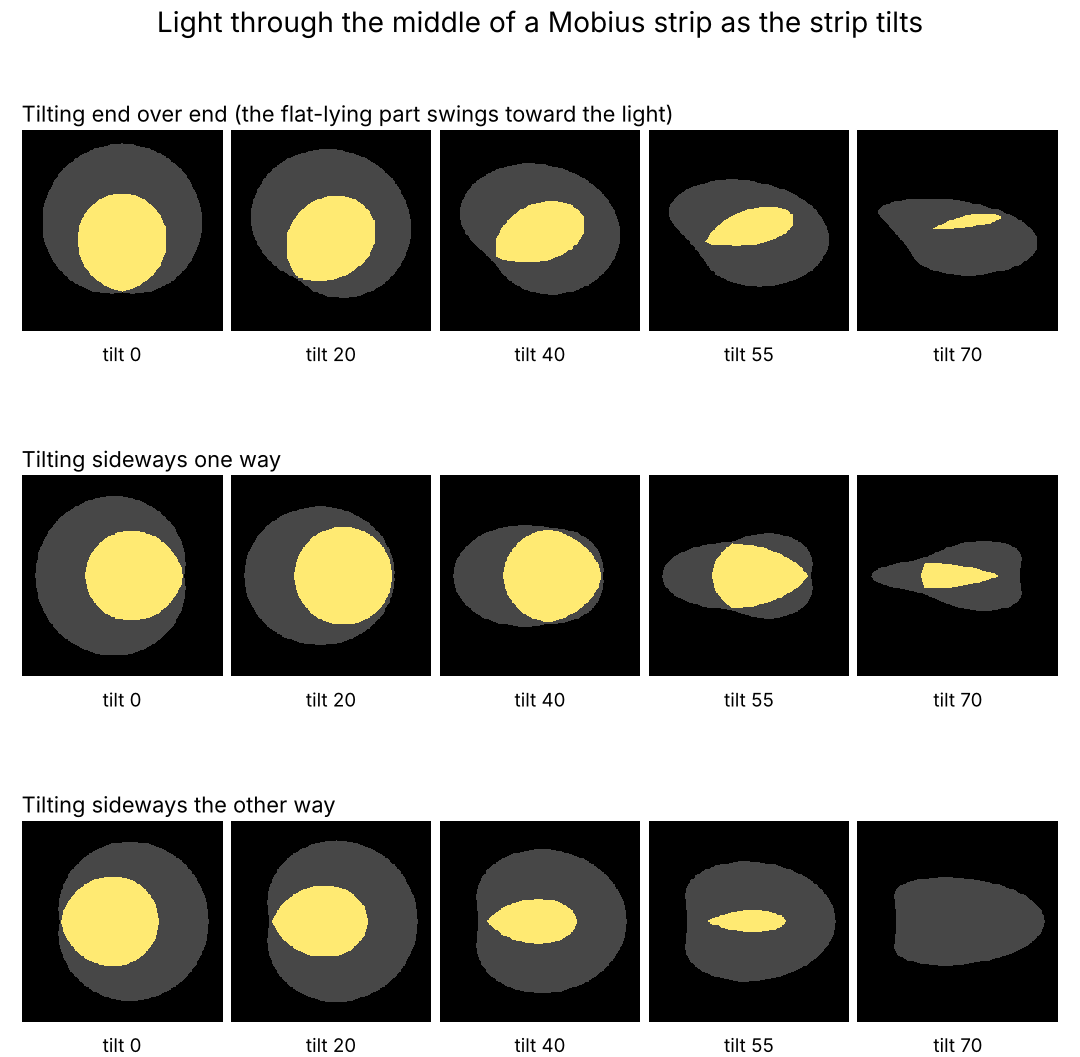 Light through the middle of a Mobius strip as the strip tilts
Tilting end over end (the flat-lying part swings toward the light)
tilt 0 tilt 20 tilt 40 tilt 55 tilt 70
Tilting sideways one way
tilt 0 tilt 20 tilt 40 tilt 55 tilt 70
Tilting sideways the other way
tilt 0 tilt 20 tilt 40 tilt 55 tilt 70